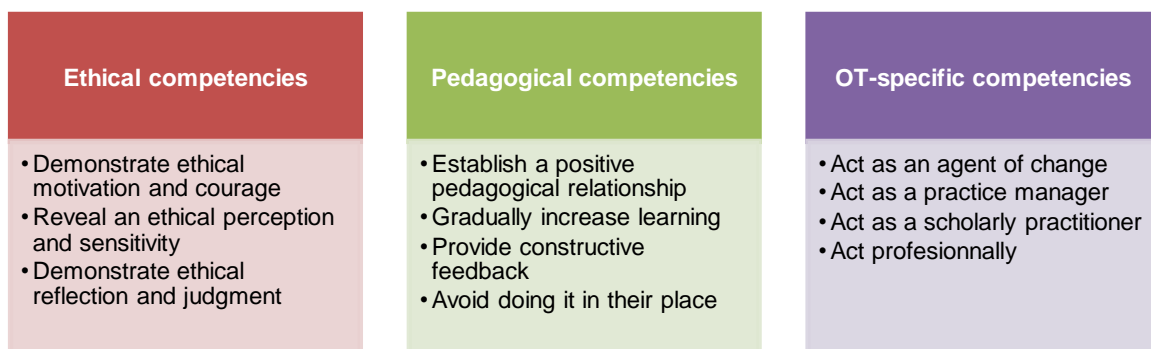 Ethical competencies
• Demonstrate ethical
motivation and courage
• Reveal an ethical perception
and sensitivity
• Demonstrate ethical
reflection and judgment
Pedagogical competencies
• Establish a positive
pedagogical relationship
• Gradually increase learning
• Provide constructive
feedback
• Avoid doing it in their place
OT-specific competencies
• Act as an agent of change
• Act as a practice manager
• Act as a scholarly practitioner
• Act profesionnally